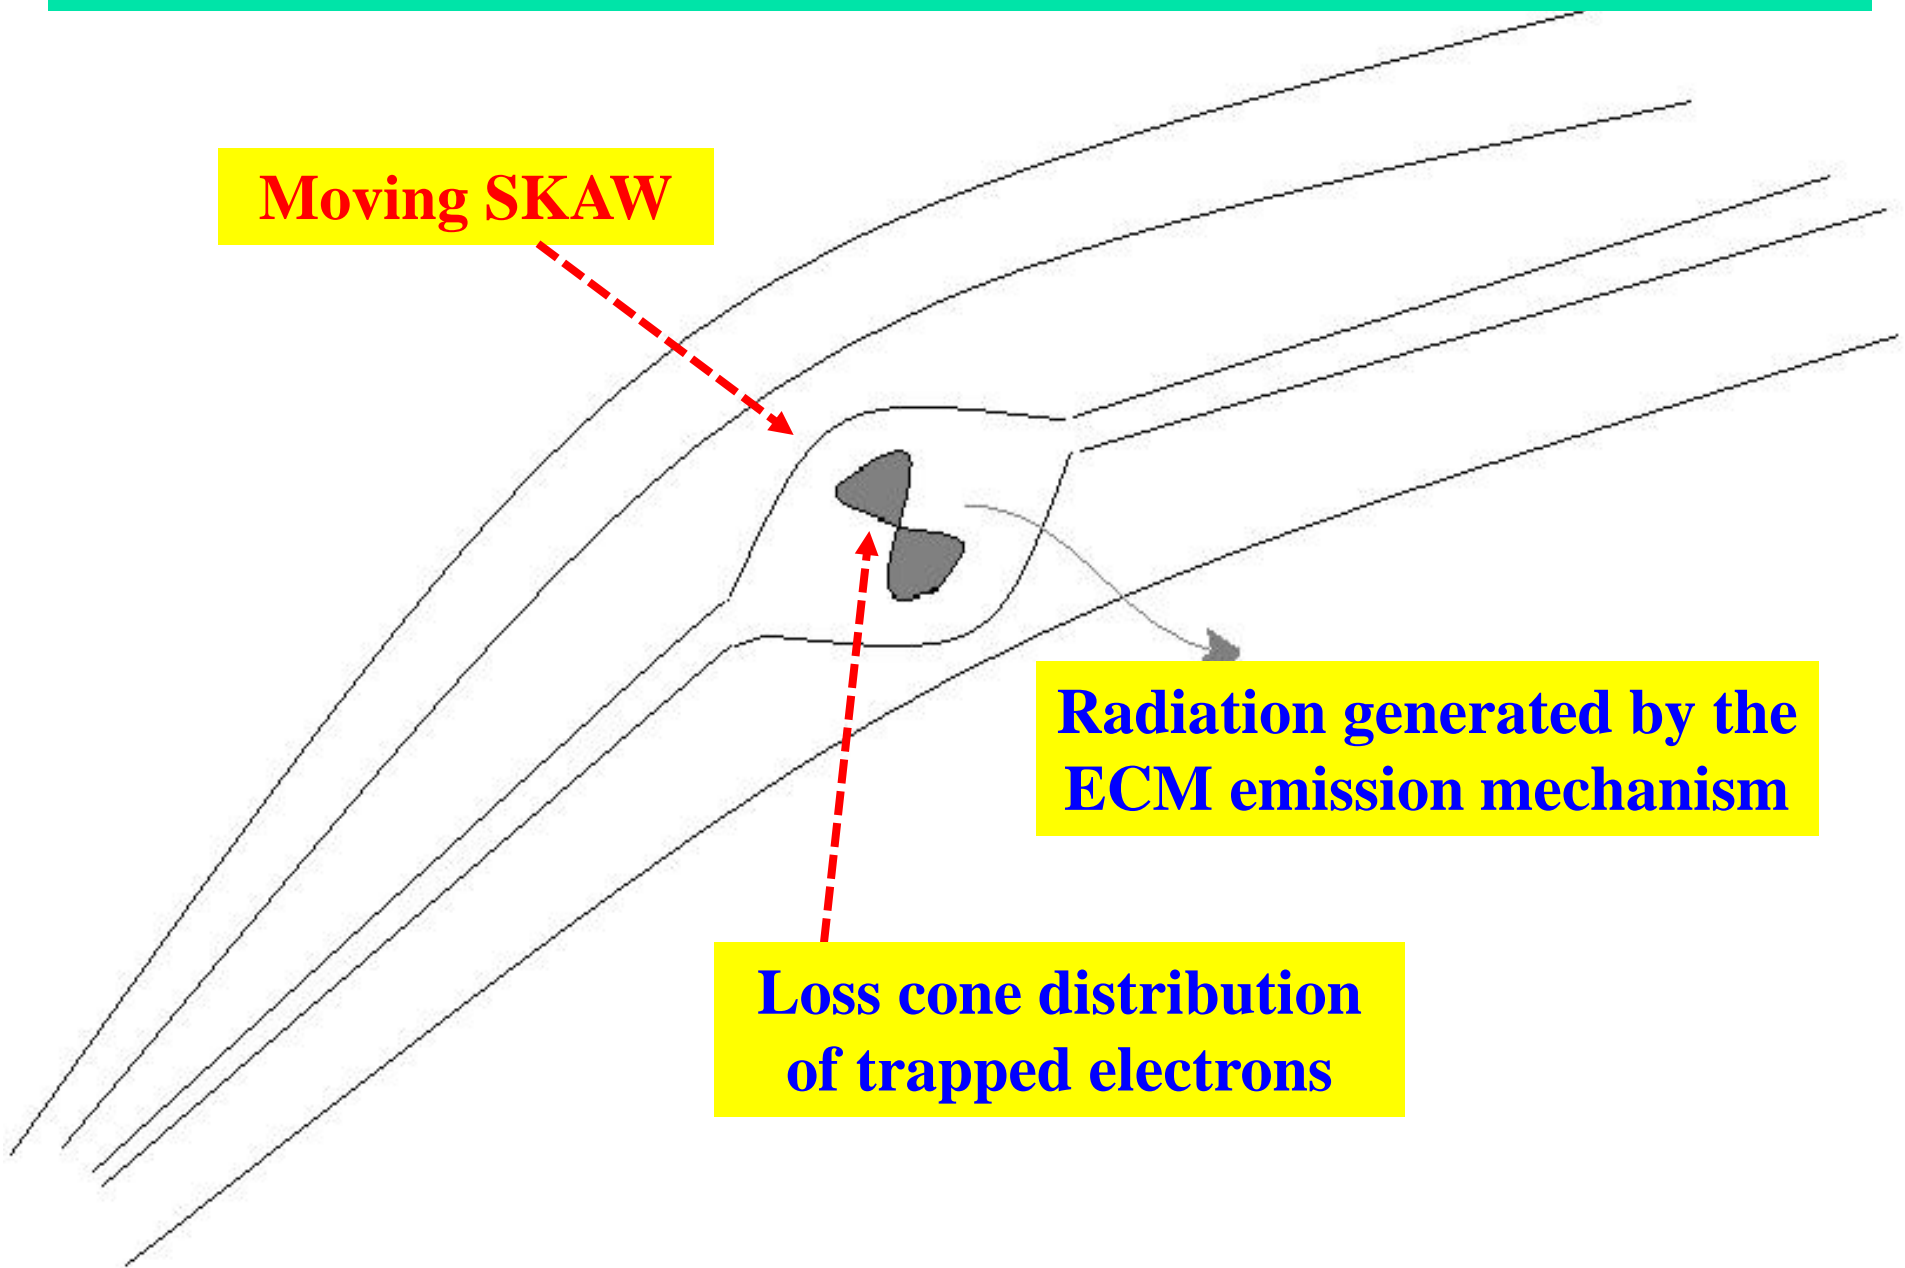 Moving SKAW
Radiation generated by the
ECM emission mechanism
Loss cone distribution
of trapped electrons